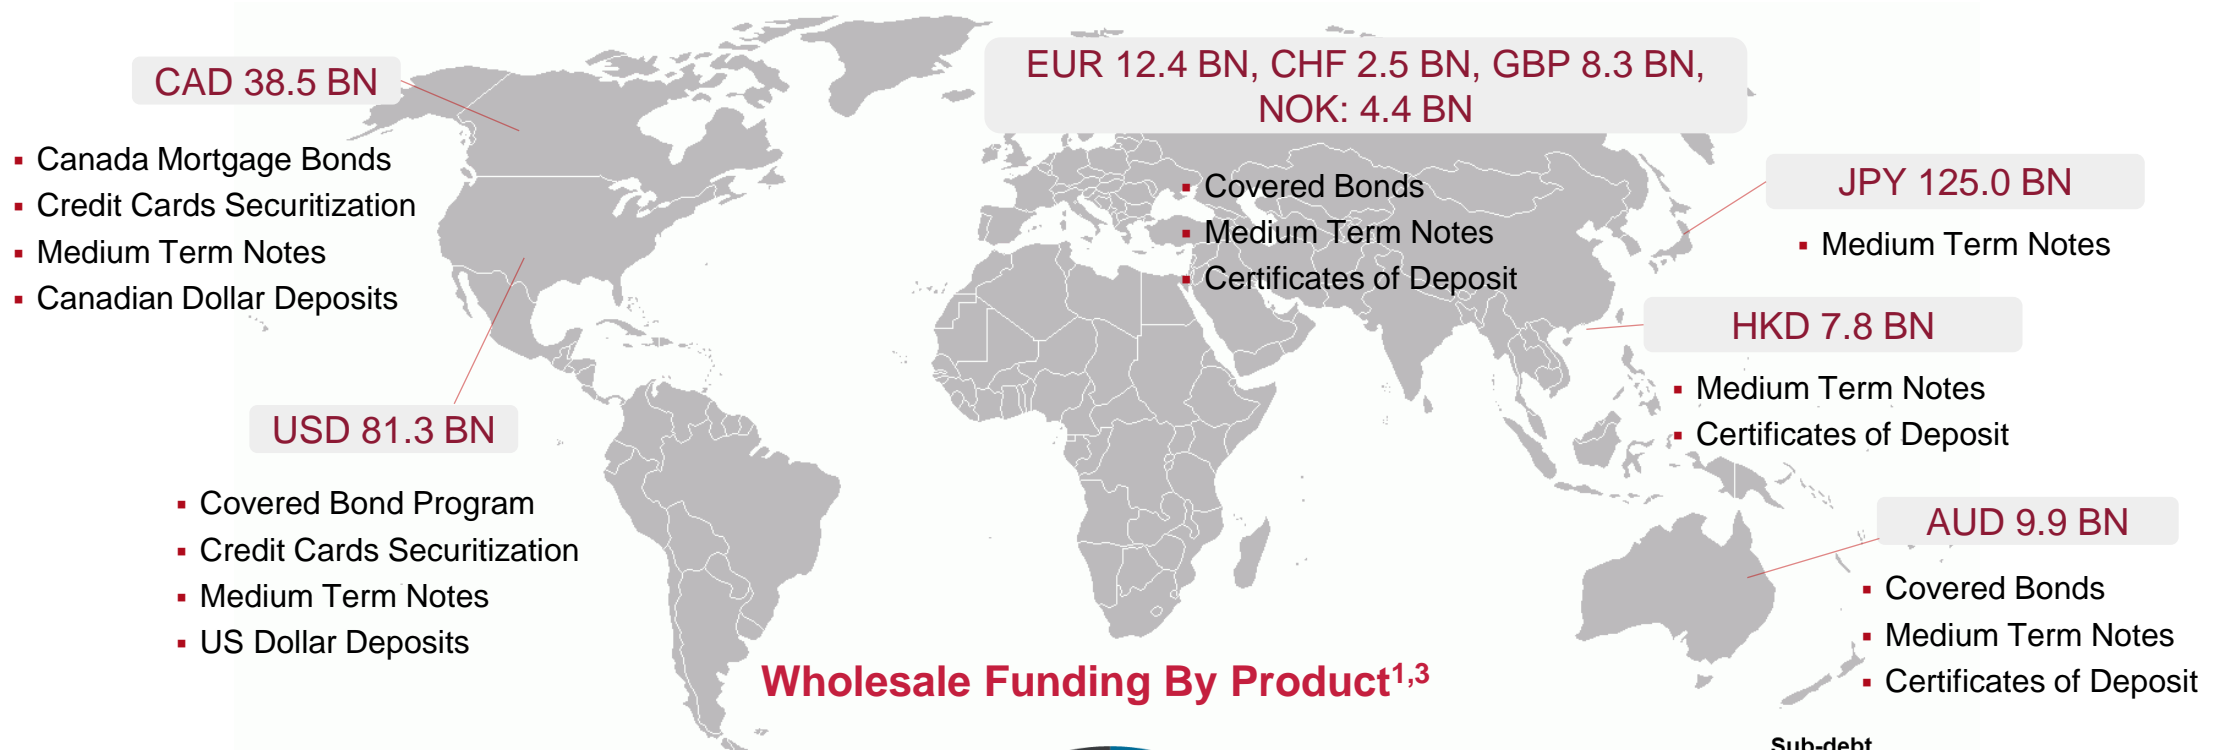 CAD 38.5 BN
▪ Canada Mortgage Bonds
▪ Credit Cards Securitization
▪ Medium Term Notes
▪ Canadian Dollar Deposits
USD 81.3 BN
▪ Covered Bond Program
▪ Credit Cards Securitization
▪ Medium Term Notes
▪ US Dollar Deposits
EUR 12.4 BN, CHF 2.5 BN, GBP 8.3 BN,
NOK: 4.4 BN
▪ Covered Bonds
▪ Medium Term Notes
▪ Certificates of Deposit
JPY 125.0 BN
▪ Medium Term Notes
HKD 7.8 BN
▪ Medium Term Notes
▪ Certificates of Deposit
AUD 9.9 BN
▪ Covered Bonds
▪ Medium Term Notes
▪ Certificates of Deposit
Wholesale Funding By Product1,3
Sub-debt